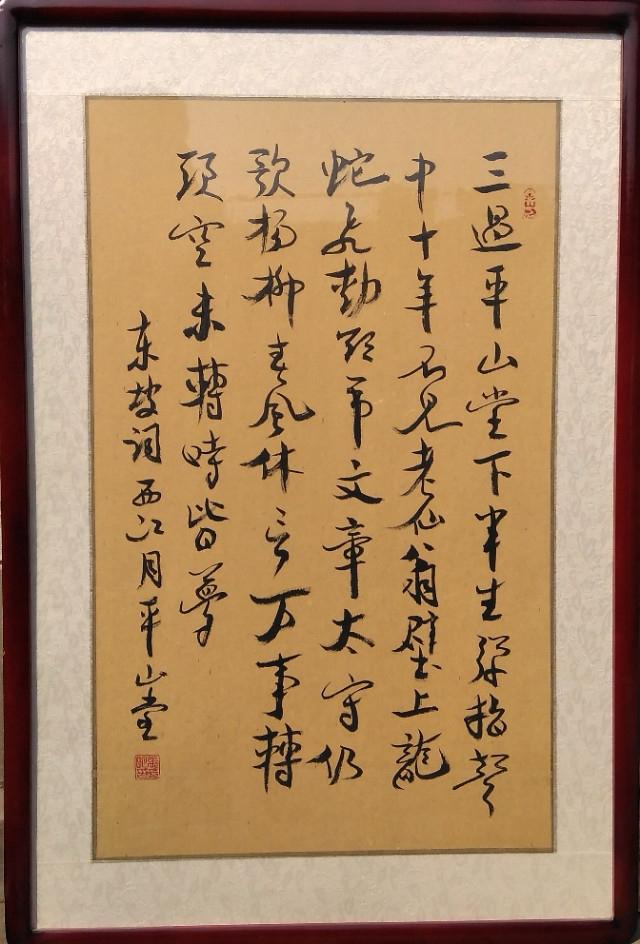 三過平山堂下半生彈指聲
中十年不見老仙翁壁上龍
蛇飛動欲吊文章太守仍
歌楊柳春風休言万事轉
頭空未轉時皆夢
東坡詞西江月平山堂